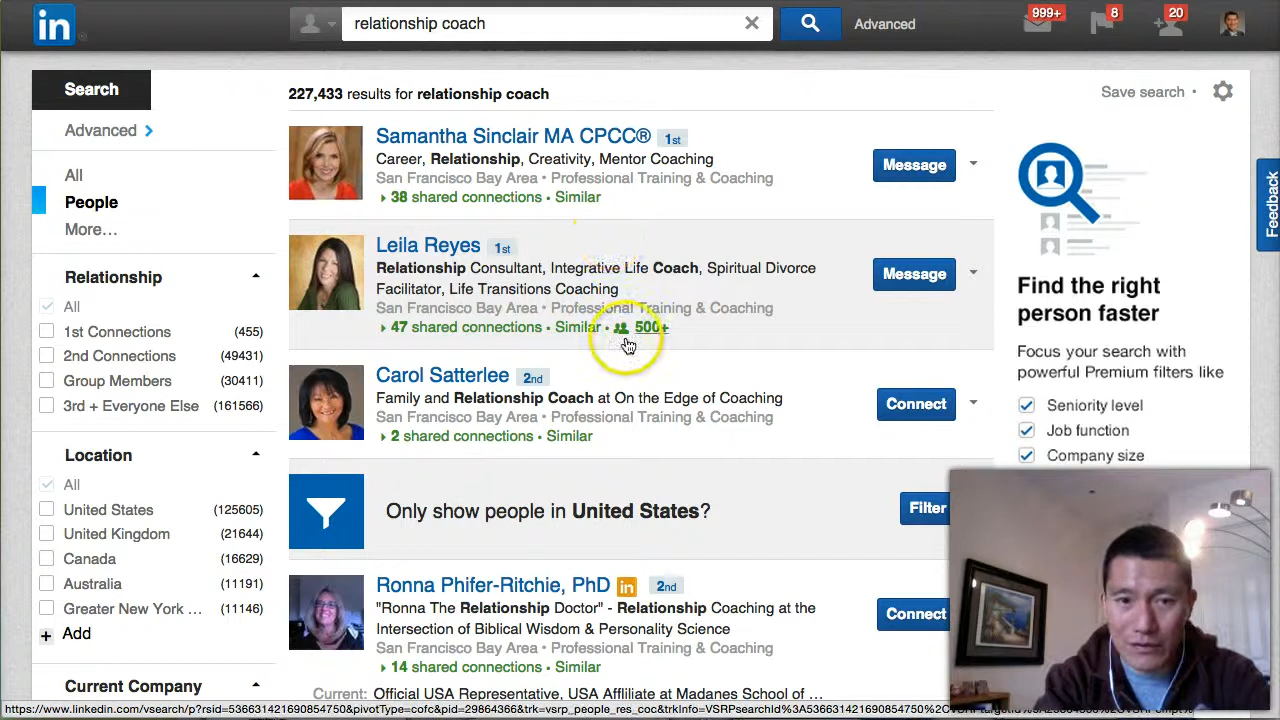 in
relationship coach
Advanced
999+
8
20
Search
Advanced
All
People
More...
Relationship
All
1st Connections (455)
2nd Connections (49431)
Group Members (30411)
3rd + Everyone Else (161566)
Location
All
United States (125605)
United Kingdom (21644)
Canada (16629)
Australia (11191)
Greater New York ... (11146)
+ Add
Current Company
227,433 results for relationship coach
Save search •
Samantha Sinclair MA CPCC® 1st
Career, Relationship, Creativity, Mentor Coaching
San Francisco Bay Area • Professional Training & Coaching
38 shared connections • Similar
Message
Leila Reyes 1st
Relationship Consultant, Integrative Life Coach, Spiritual Divorce
Facilitator, Life Transitions Coaching
San Francisco Bay Area • Professional Training & Coaching
47 shared connections • Similar • 500+
Message
Carol Satterlee 2nd
Family and Relationship Coach at On the Edge of Coaching
San Francisco Bay Area • Professional Training & Coaching
2 shared connections • Similar
Connect
Only show people in United States?
Filter
Ronna Phifer-Ritchie, PhD in 2nd
"Ronna The Relationship Doctor" - Relationship Coaching at the
Intersection of Biblical Wisdom & Personality Science
San Francisco Bay Area • Professional Training & Coaching
14 shared connections • Similar
Connect
Current: Official USA Representative, USA Affliliate at Madanes School of ...
Find the right
person faster
Focus your search with
powerful Premium filters like
Seniority level
Job function
Company size
Feedback